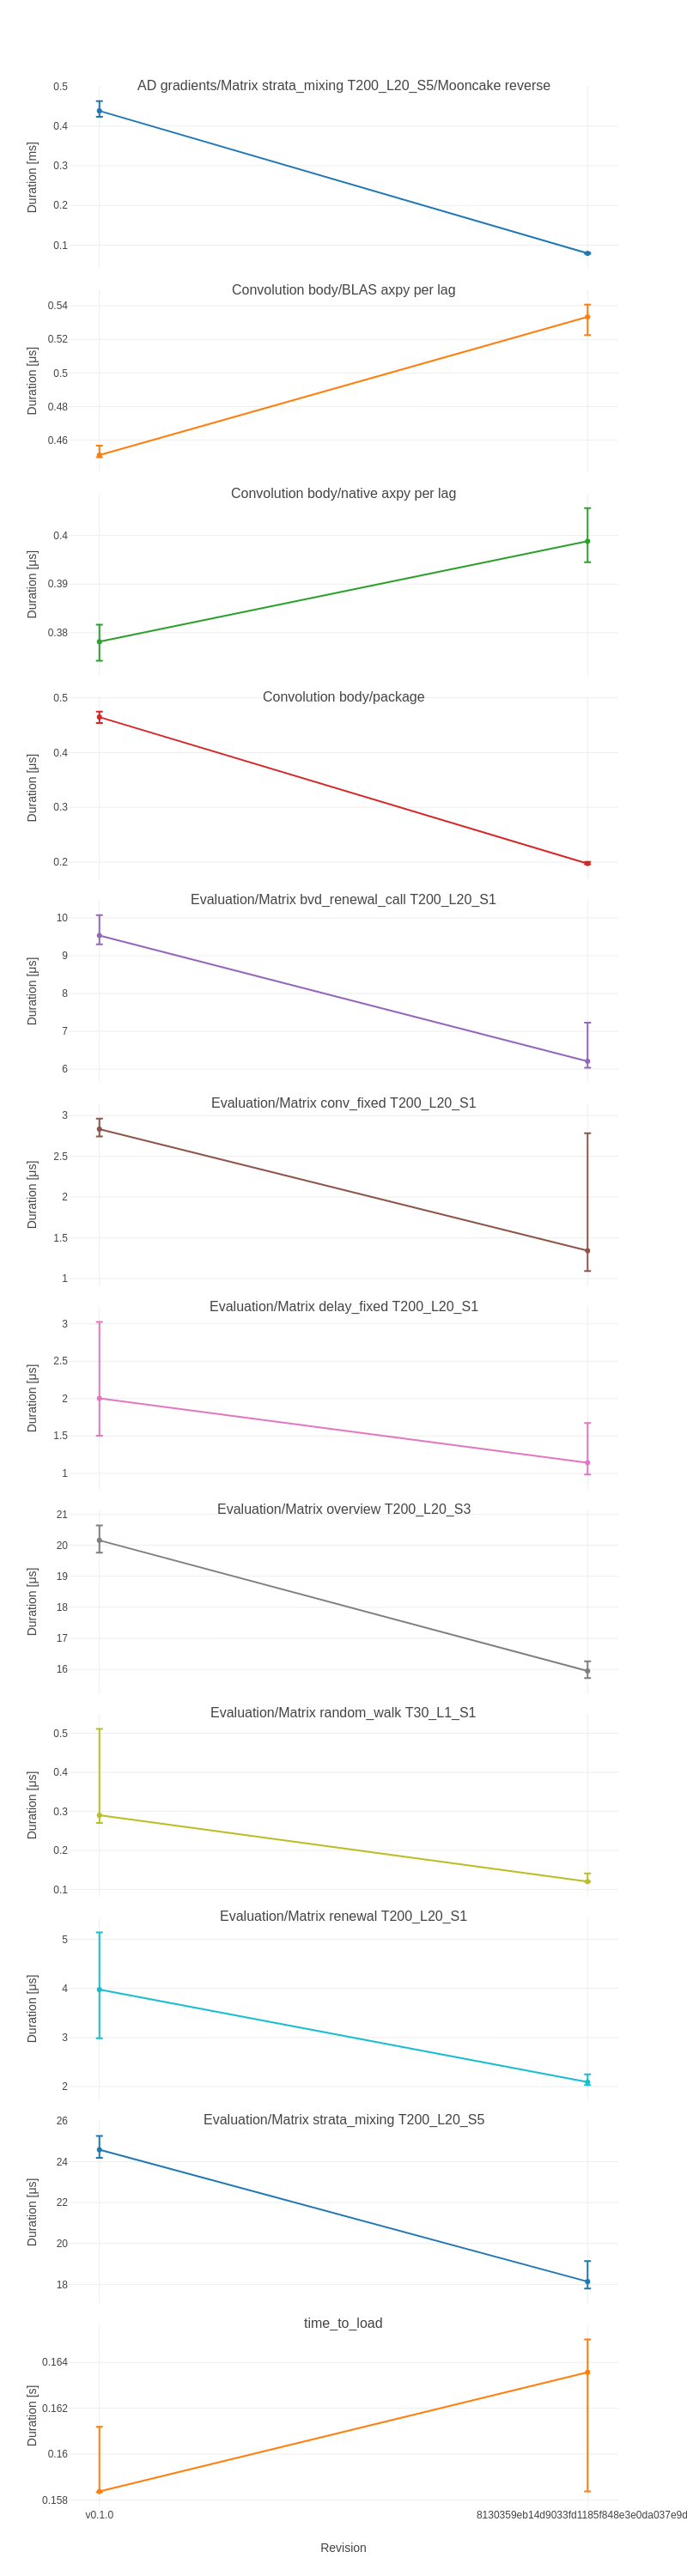 AD gradients/Matrix strata_mixing T200_L20_S5/Mooncake reverse
Duration [ms]
0.5
0.4
0.3
0.2
0.1
Convolution body/BLAS axpy per lag
Duration [μs]
0.54
0.52
0.5
0.48
0.46
Convolution body/native axpy per lag
Duration [μs]
0.4
0.39
0.38
Convolution body/package
Duration [μs]
0.5
0.4
0.3
0.2
Evaluation/Matrix bvd_renewal_call T200_L20_S1
Duration [μs]
10
9
8
7
6
Evaluation/Matrix conv_fixed T200_L20_S1
Duration [μs]
3
2.5
2
1.5
1
Evaluation/Matrix delay_fixed T200_L20_S1
Duration [μs]
3
2.5
2
1.5
1
Evaluation/Matrix overview T200_L20_S3
Duration [μs]
21
20
19
18
17
16
Evaluation/Matrix random_walk T30_L1_S1
Duration [μs]
0.5
0.4
0.3
0.2
0.1
Evaluation/Matrix renewal T200_L20_S1
Duration [μs]
5
4
3
2
Evaluation/Matrix strata_mixing T200_L20_S5
Duration [μs]
26
24
22
20
18
time_to_load
Duration [s]
0.164
0.162
0.16
0.158
v0.1.0
8130359eb14d9033fd1185f848e3e0da037e9d
Revision